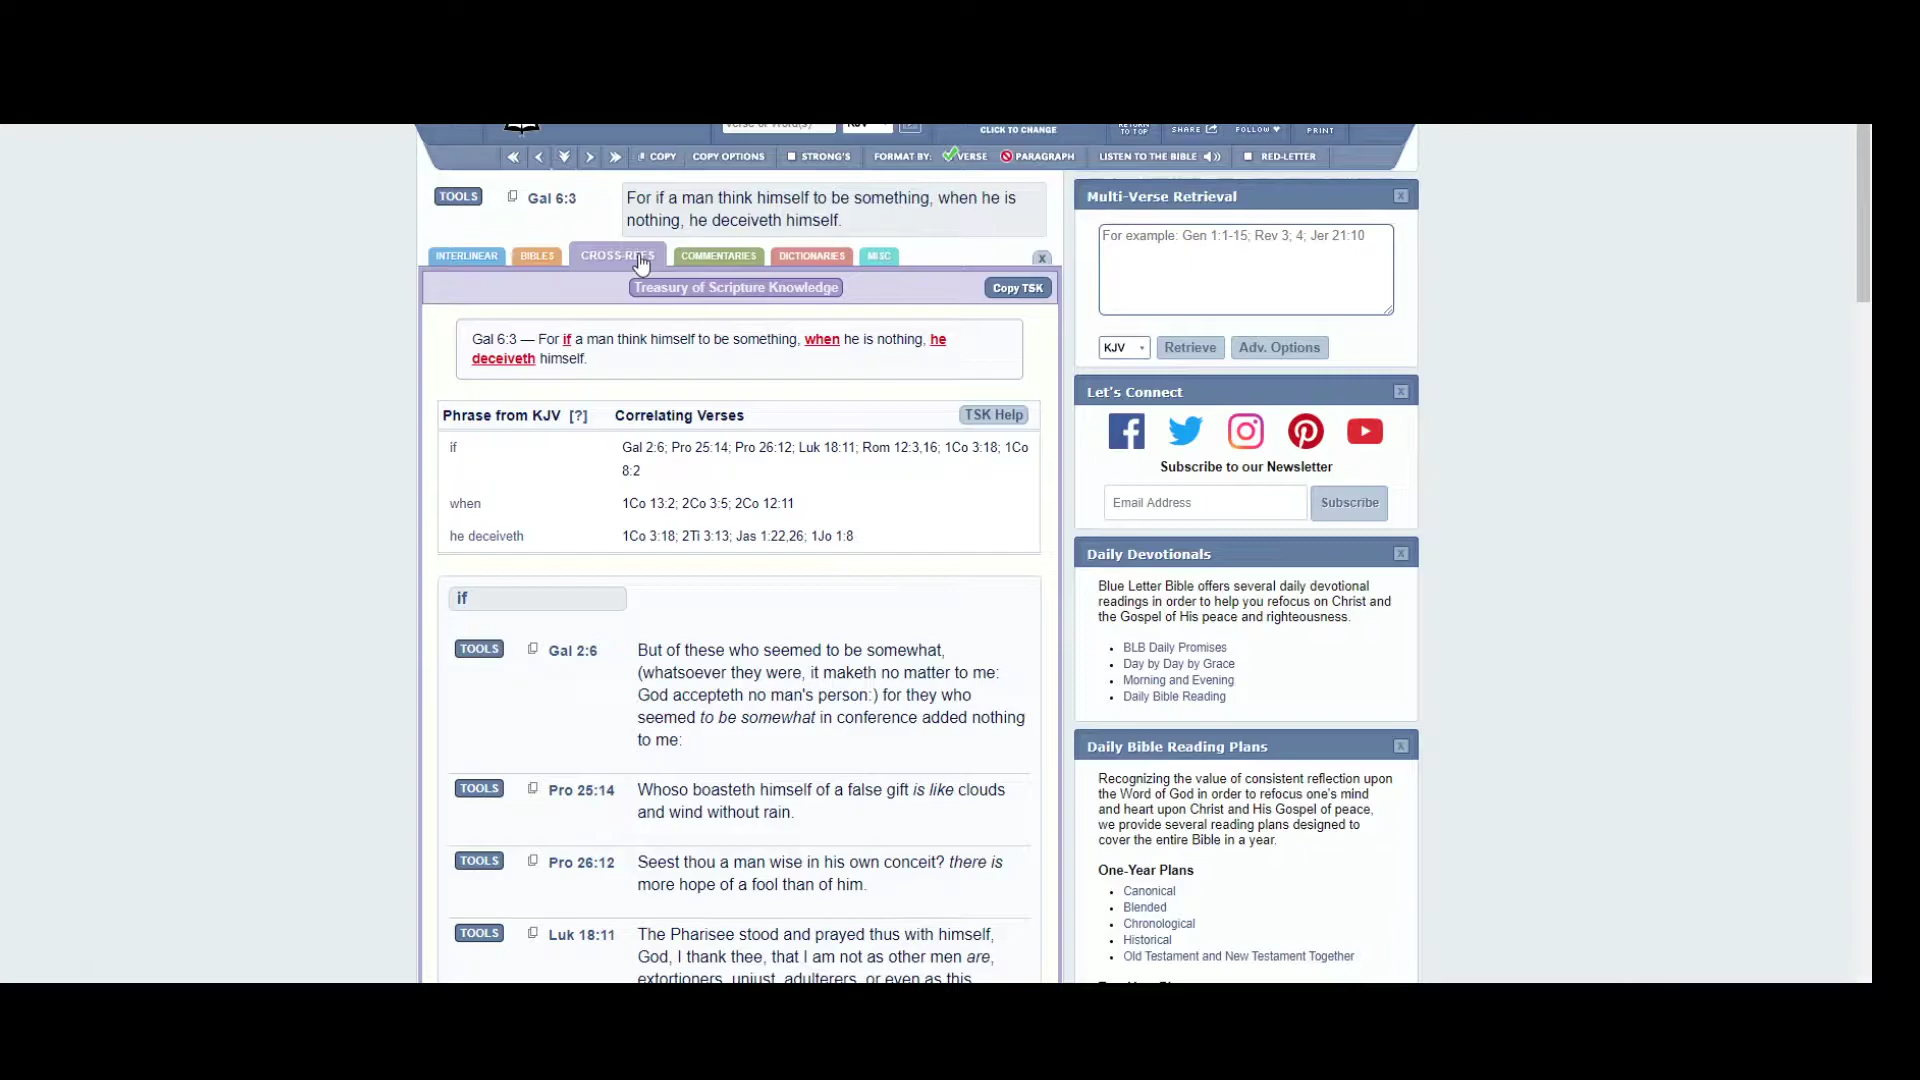 CLICK TO CHANGE
RETURN
TO TOP
SHARE
FOLLOW
PRINT
COPY
COPY OPTIONS
STRONG'S
FORMAT BY:
VERSE
PARAGRAPH
LISTEN TO THE BIBLE
RED-LETTER
TOOLS
Gal 6:3
For if a man think himself to be something, when he is
nothing, he deceiveth himself.
INTERLINEAR
BIBLES
CROSS-REFS
COMMENTARIES
DICTIONARIES
MISC
X
Treasury of Scripture Knowledge
Copy TSK
Gal 6:3 — For if a man think himself to be something, when he is nothing, he
deceiveth himself.
Phrase from KJV [?]
Correlating Verses
TSK Help
if
Gal 2:6; Pro 25:14; Pro 26:12; Luk 18:11; Rom 12:3,16; 1Co 3:18; 1Co
8:2
when
1Co 13:2; 2Co 3:5; 2Co 12:11
he deceiveth
1Co 3:18; 2Ti 3:13; Jas 1:22,26; 1Jo 1:8
if
TOOLS
Gal 2:6
But of these who seemed to be somewhat,
(whatsoever they were, it maketh no matter to me:
God accepteth no man's person:) for they who
seemed to be somewhat in conference added nothing
to me:
TOOLS
Pro 25:14
Whoso boasteth himself of a false gift is like clouds
and wind without rain.
TOOLS
Pro 26:12
Seest thou a man wise in his own conceit? there is
more hope of a fool than of him.
TOOLS
Luk 18:11
The Pharisee stood and prayed thus with himself,
God, I thank thee, that I am not as other men are,
extortioners, unjust, adulterers, or even as this
Multi-Verse Retrieval
X
For example: Gen 1:1-15; Rev 3; 4; Jer 21:10
KJV
Retrieve
Adv. Options
Let's Connect
X
Subscribe to our Newsletter
Email Address
Subscribe
Daily Devotionals
X
Blue Letter Bible offers several daily devotional
readings in order to help you refocus on Christ and
the Gospel of His peace and righteousness.
BLB Daily Promises
Day by Day by Grace
Morning and Evening
Daily Bible Reading
Daily Bible Reading Plans
X
Recognizing the value of consistent reflection upon
the Word of God in order to refocus one's mind
and heart upon Christ and His Gospel of peace,
we provide several reading plans designed to
cover the entire Bible in a year.
One-Year Plans
Canonical
Blended
Chronological
Historical
Old Testament and New Testament Together